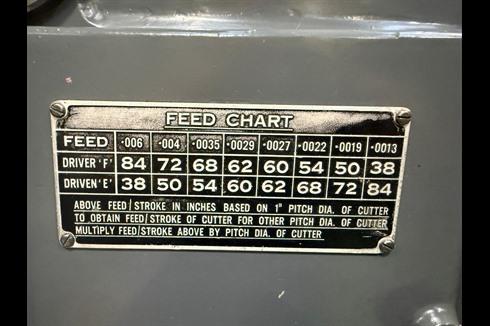 FEED CHART
FEED ·006 ·004 ·0035 ·0029 ·0027 ·0022 ·0019 ·0013
DRIVER 'F' 84 72 68 62 60 54 50 38
DRIVEN 'E' 38 50 54 60 62 68 72 84
ABOVE FEED/STROKE IN INCHES BASED ON 1" PITCH DIA. OF CUTTER
TO OBTAIN FEED/STROKE OF CUTTER FOR OTHER PITCH DIA. OF CUTTER
MULTIPLY FEED/STROKE ABOVE BY PITCH DIA. OF CUTTER